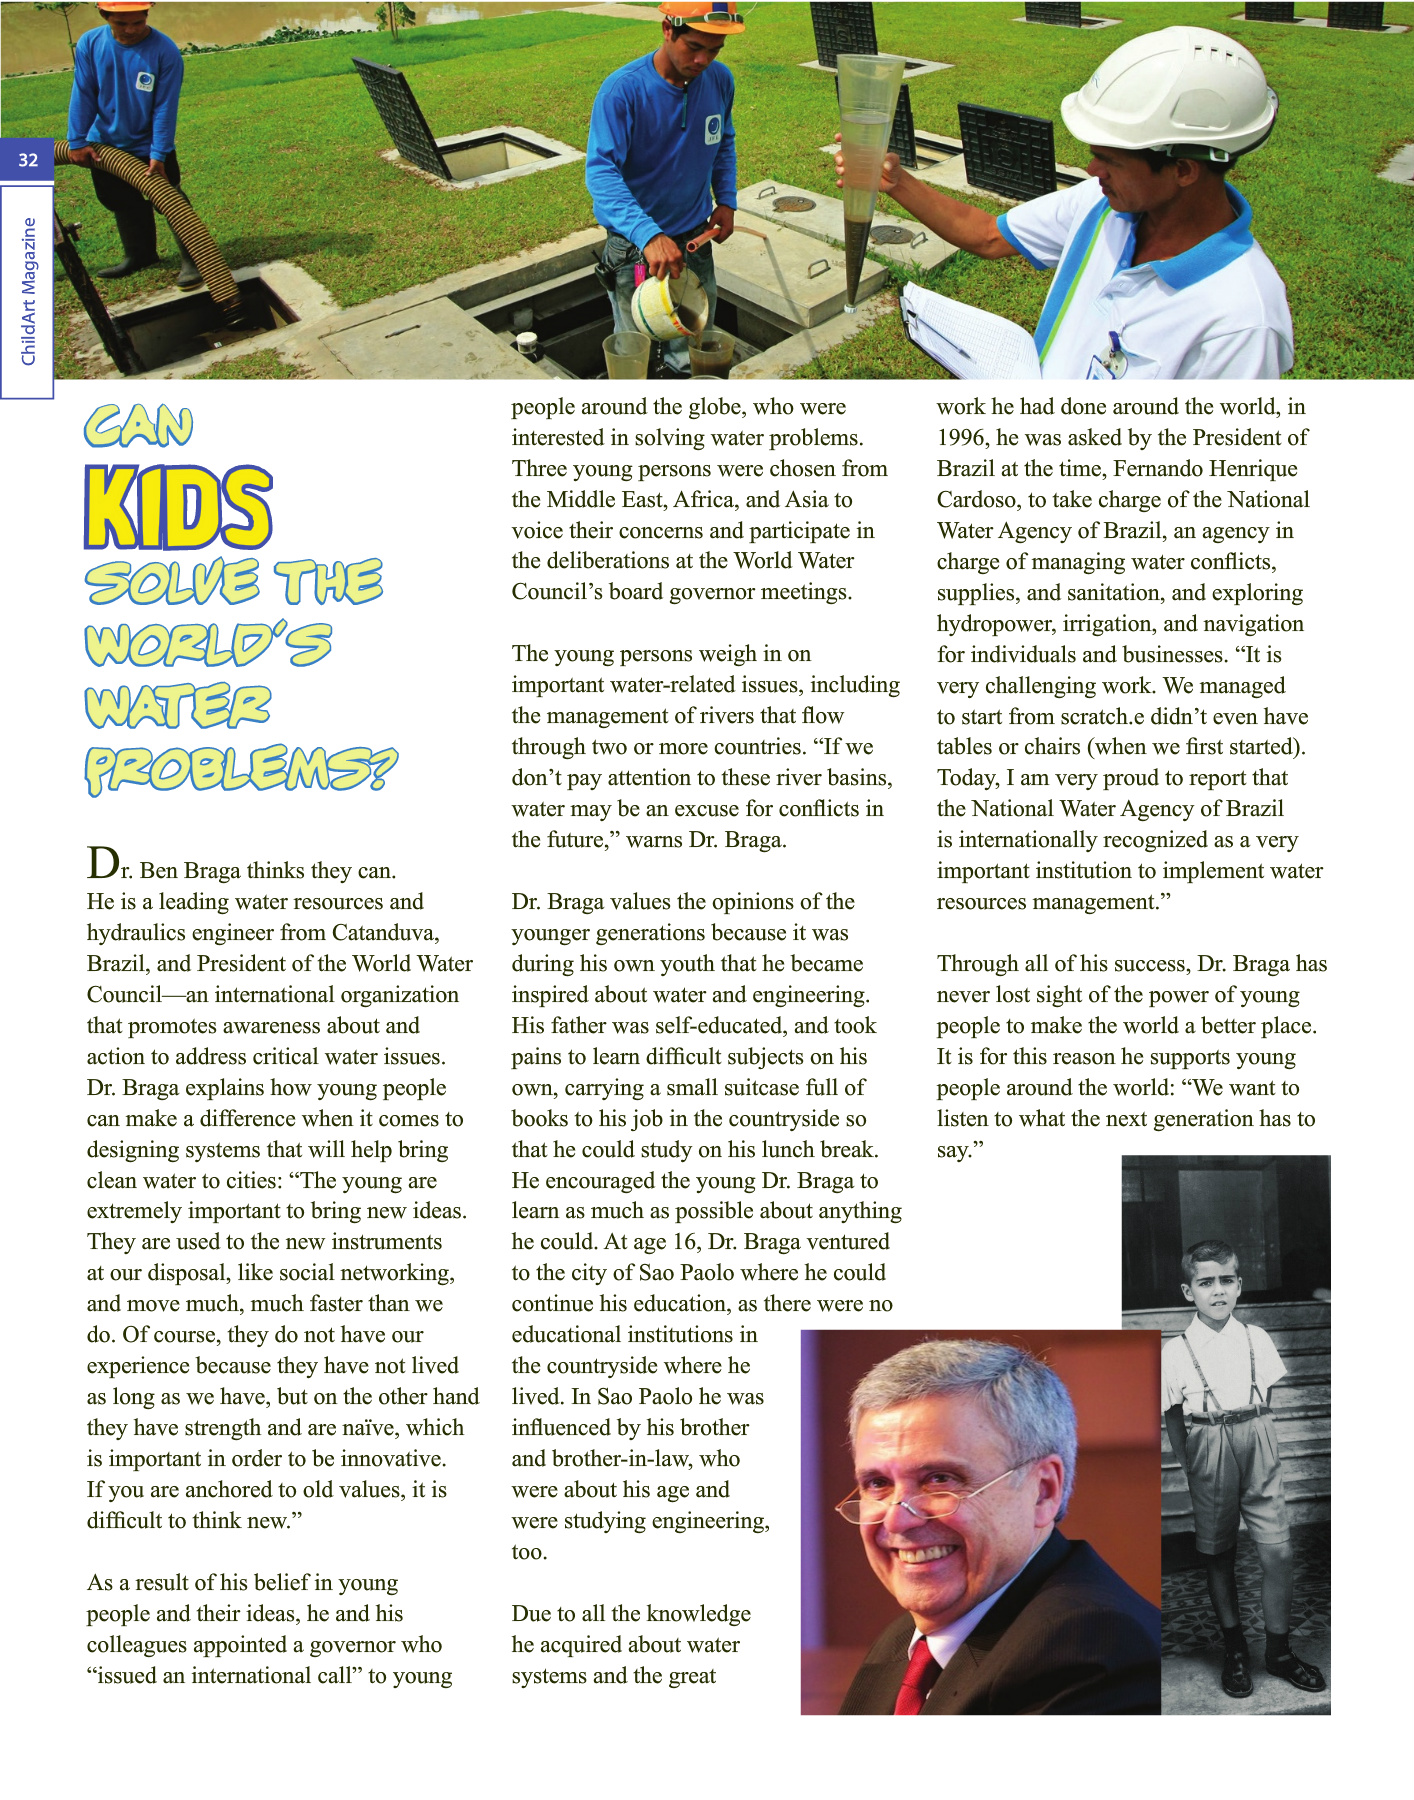 32
ChildArt Magazine
CAN
KIDS
SOLVE THE
WORLD'S
WATER
PROBLEMS?
Dr. Ben Braga thinks they can.
He is a leading water resources and
hydraulics engineer from Catanduva,
Brazil, and President of the World Water
Council—an international organization
that promotes awareness about and
action to address critical water issues.
Dr. Braga explains how young people
can make a difference when it comes to
designing systems that will help bring
clean water to cities: “The young are
extremely important to bring new ideas.
They are used to the new instruments
at our disposal, like social networking,
and move much, much faster than we
do. Of course, they do not have our
experience because they have not lived
as long as we have, but on the other hand
they have strength and are naïve, which
is important in order to be innovative.
If you are anchored to old values, it is
difficult to think new.”
As a result of his belief in young
people and their ideas, he and his
colleagues appointed a governor who
“issued an international call” to young
people around the globe, who were
interested in solving water problems.
Three young persons were chosen from
the Middle East, Africa, and Asia to
voice their concerns and participate in
the deliberations at the World Water
Council’s board governor meetings.
The young persons weigh in on
important water-related issues, including
the management of rivers that flow
through two or more countries. “If we
don’t pay attention to these river basins,
water may be an excuse for conflicts in
the future,” warns Dr. Braga.
Dr. Braga values the opinions of the
younger generations because it was
during his own youth that he became
inspired about water and engineering.
His father was self-educated, and took
pains to learn difficult subjects on his
own, carrying a small suitcase full of
books to his job in the countryside so
that he could study on his lunch break.
He encouraged the young Dr. Braga to
learn as much as possible about anything
he could. At age 16, Dr. Braga ventured
to the city of Sao Paolo where he could
continue his education, as there were no
educational institutions in
the countryside where he
lived. In Sao Paolo he was
influenced by his brother
and brother-in-law, who
were about his age and
were studying engineering,
too.
Due to all the knowledge
he acquired about water
systems and the great
work he had done around the world, in
1996, he was asked by the President of
Brazil at the time, Fernando Henrique
Cardoso, to take charge of the National
Water Agency of Brazil, an agency in
charge of managing water conflicts,
supplies, and sanitation, and exploring
hydropower, irrigation, and navigation
for individuals and businesses. “It is
very challenging work. We managed
to start from scratch.e didn’t even have
tables or chairs (when we first started).
Today, I am very proud to report that
the National Water Agency of Brazil
is internationally recognized as a very
important institution to implement water
resources management.”
Through all of his success, Dr. Braga has
never lost sight of the power of young
people to make the world a better place.
It is for this reason he supports young
people around the world: “We want to
listen to what the next generation has to
say.”